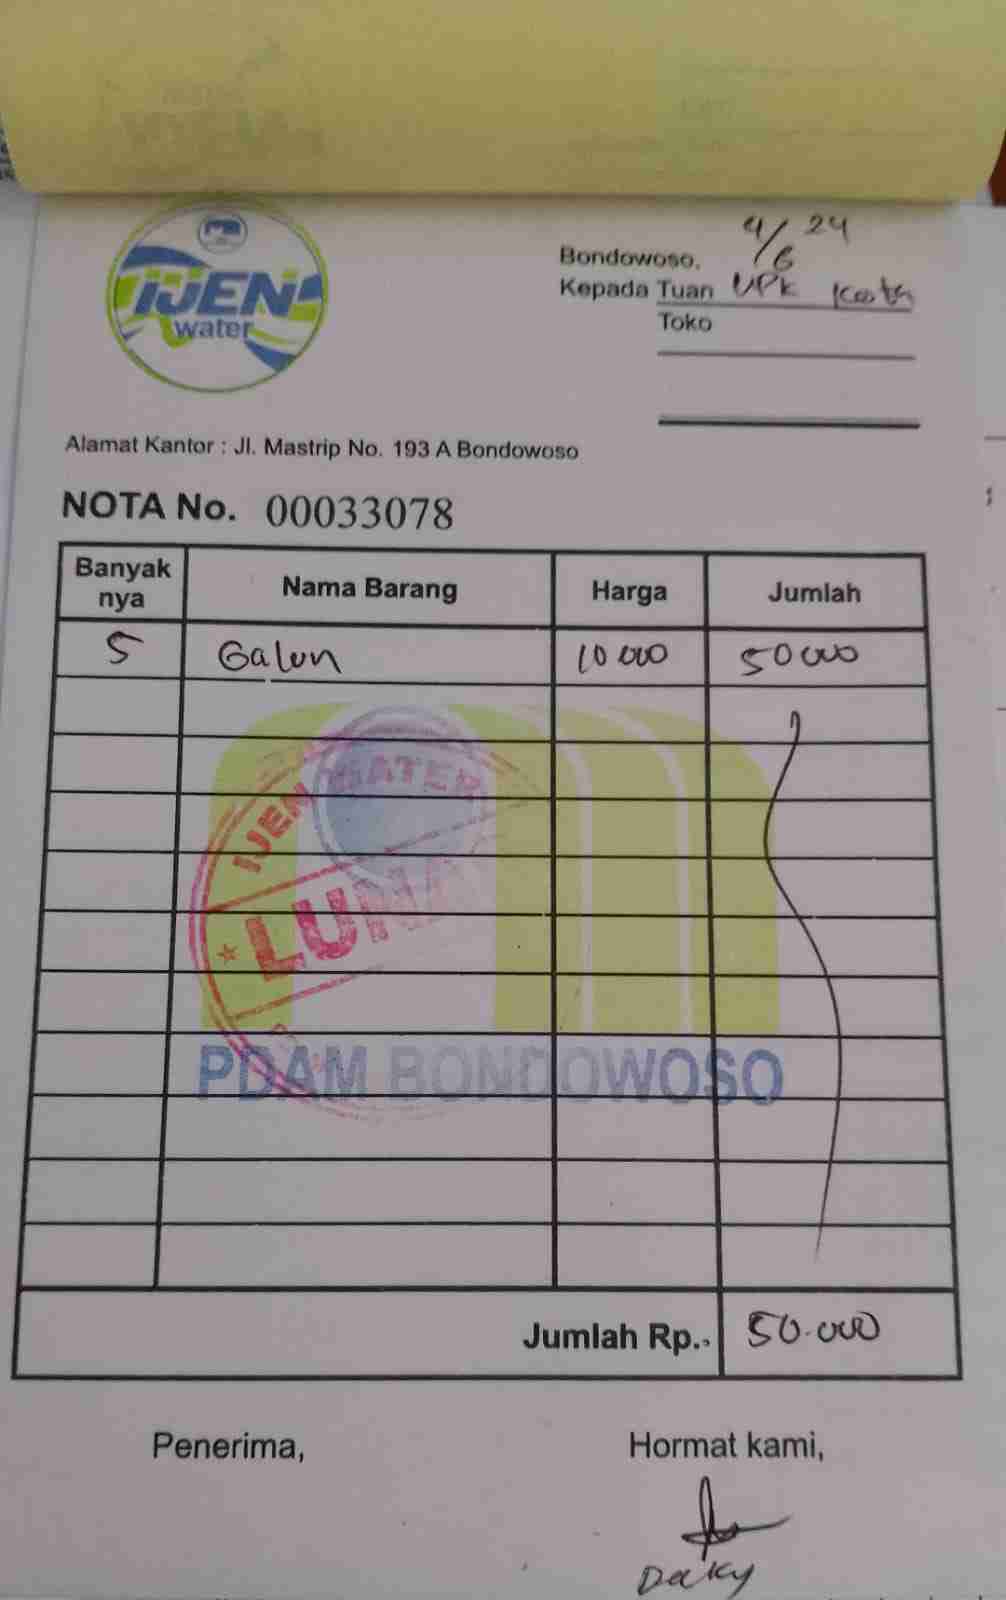 IJEN
water
Bondowoso, 4/6 24
Kepada Tuan UPK Kota
Toko
Alamat Kantor : Jl. Mastrip No. 193 A Bondowoso
NOTA No. 00033078
Banyak nya Nama Barang Harga Jumlah
5 Galun 10 000 50 000
IJEN WATER
LUNAS
PDAM BONDOWOSO
Jumlah Rp., 50.000
Penerima, Hormat kami,
Decky